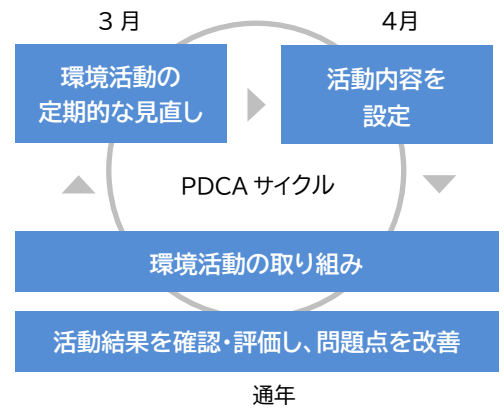 3月
4月
環境活動の
定期的な見直し
活動内容を
設定
PDCA サイクル
環境活動の取り組み
活動結果を確認・評価し、問題点を改善
通年